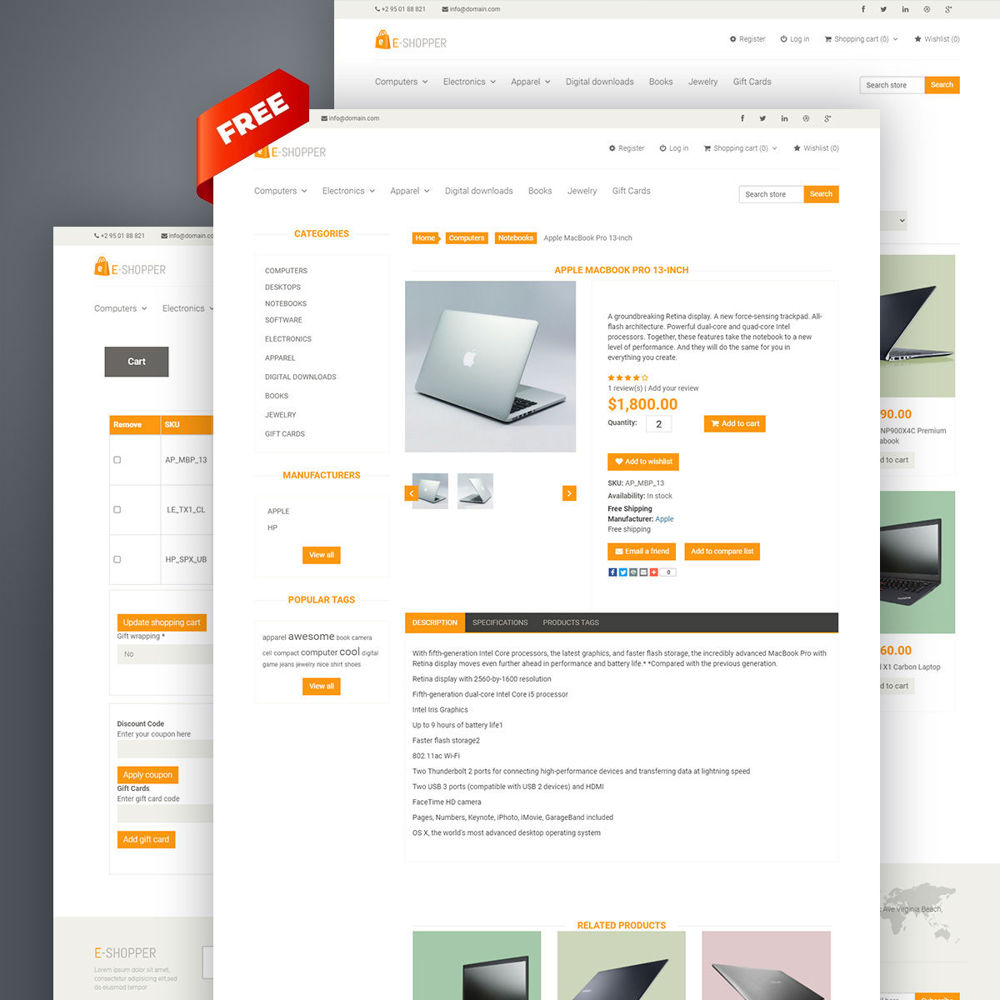 +2 95 01 88 821 info@domain.com
E-SHOPPER
Register Log in Shopping cart (0) Wishlist (0)
Computers Electronics Apparel Digital downloads Books Jewelry Gift Cards
Search store Search
FREE
info@domain.com
E-SHOPPER
Register Log in Shopping cart (0) Wishlist (0)
Computers Electronics Apparel Digital downloads Books Jewelry Gift Cards
Search store Search
CATEGORIES
COMPUTERS
DESKTOPS
NOTEBOOKS
SOFTWARE
ELECTRONICS
APPAREL
DIGITAL DOWNLOADS
BOOKS
JEWELRY
GIFT CARDS
MANUFACTURERS
APPLE
HP
View all
POPULAR TAGS
apparel awesome book camera
cell compact computer cool digital
game jeans jewelry nice shirt shoes
View all
Home Computers Notebooks Apple MacBook Pro 13-inch
APPLE MACBOOK PRO 13-INCH
A groundbreaking Retina display. A new force-sensing trackpad. All-
flash architecture. Powerful dual-core and quad-core Intel
processors. Together, these features take the notebook to a new
level of performance. And they will do the same for you in
everything you create.
1 review(s) | Add your review
$1,800.00
Quantity: 2 Add to cart
Add to wishlist
SKU: AP_MBP_13
Availability: In stock
Free Shipping
Manufacturer: Apple
Free shipping
Email a friend Add to compare list
0
DESCRIPTION SPECIFICATIONS PRODUCTS TAGS
With fifth-generation Intel Core processors, the latest graphics, and faster flash storage, the incredibly advanced MacBook Pro with
Retina display moves even further ahead in performance and battery life.* *Compared with the previous generation.
Retina display with 2560-by-1600 resolution
Fifth-generation dual-core Intel Core i5 processor
Intel Iris Graphics
Up to 9 hours of battery life1
Faster flash storage2
802.11ac Wi-Fi
Two Thunderbolt 2 ports for connecting high-performance devices and transferring data at lightning speed
Two USB 3 ports (compatible with USB 2 devices) and HDMI
FaceTime HD camera
Pages, Numbers, Keynote, iPhoto, iMovie, GarageBand included
OS X, the world's most advanced desktop operating system
RELATED PRODUCTS
+2 95 01 88 821 info@domain.co
E-SHOPPER
Computers Electronics
Cart
Remove SKU
AP_MBP_13
LE_TX1_CL
HP_SPX_UB
Update shopping cart
Gift wrapping *
No
Discount Code
Enter your coupon here
Apply coupon
Gift Cards
Enter gift card code
Add gift card
E-SHOPPER
Lorem ipsum dolor sit amet,
consectetur adipisicing elit,sed
do eiusmod tempor
90.00
NP900X4C Premium
abook
d to cart
60.00
X1 Carbon Laptop
d to cart
Ave Virginia Beach,
Subscribe